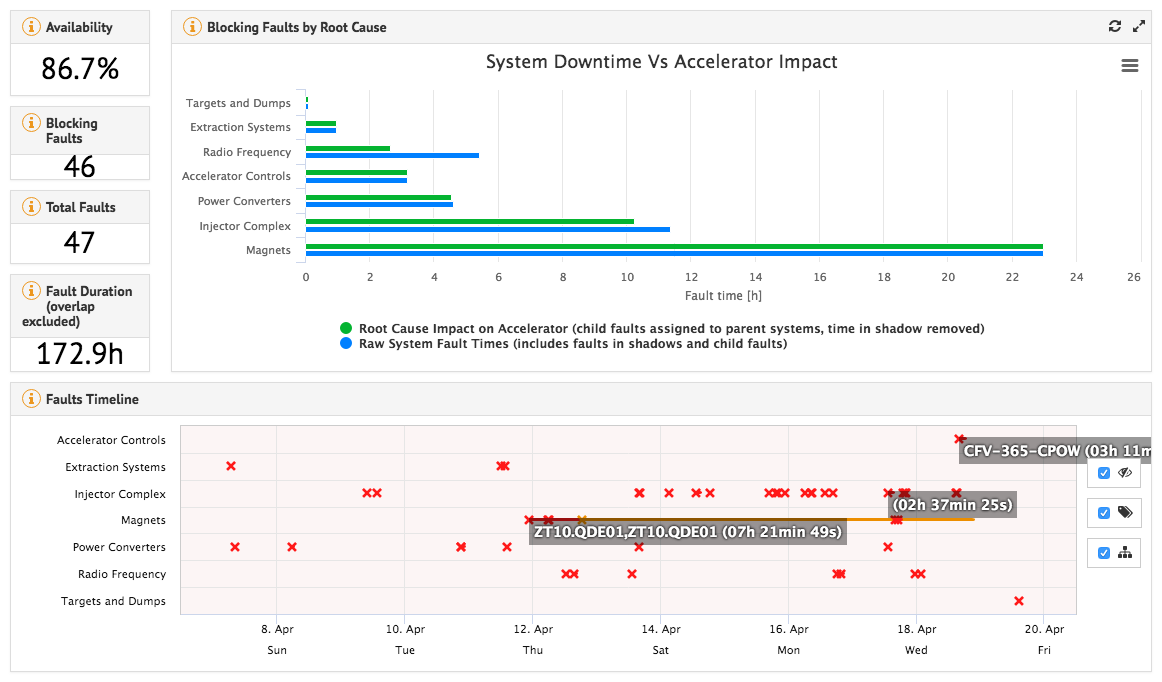 Availability
86.7%
Blocking
Faults
46
Total Faults
47
Fault Duration
(overlap
excluded)
172.9h
Blocking Faults by Root Cause
System Downtime Vs Accelerator Impact
Targets and Dumps
Extraction Systems
Radio Frequency
Accelerator Controls
Power Converters
Injector Complex
Magnets
0 2 4 6 8 10 12 14 16 18 20 22 24 26
Fault time [h]
Root Cause Impact on Accelerator (child faults assigned to parent systems, time in shadow removed)
Raw System Fault Times (includes faults in shadows and child faults)
Faults Timeline
Accelerator Controls
CFV-365-CPOW (03h 11m
Extraction Systems
Injector Complex
(02h 37min 25s)
Magnets
ZT10.QDE01,ZT10.QDE01 (07h 21min 49s)
Power Converters
Radio Frequency
Targets and Dumps
8. Apr 10. Apr 12. Apr 14. Apr 16. Apr 18. Apr 20. Apr
Sun Tue Thu Sat Mon Wed Fri